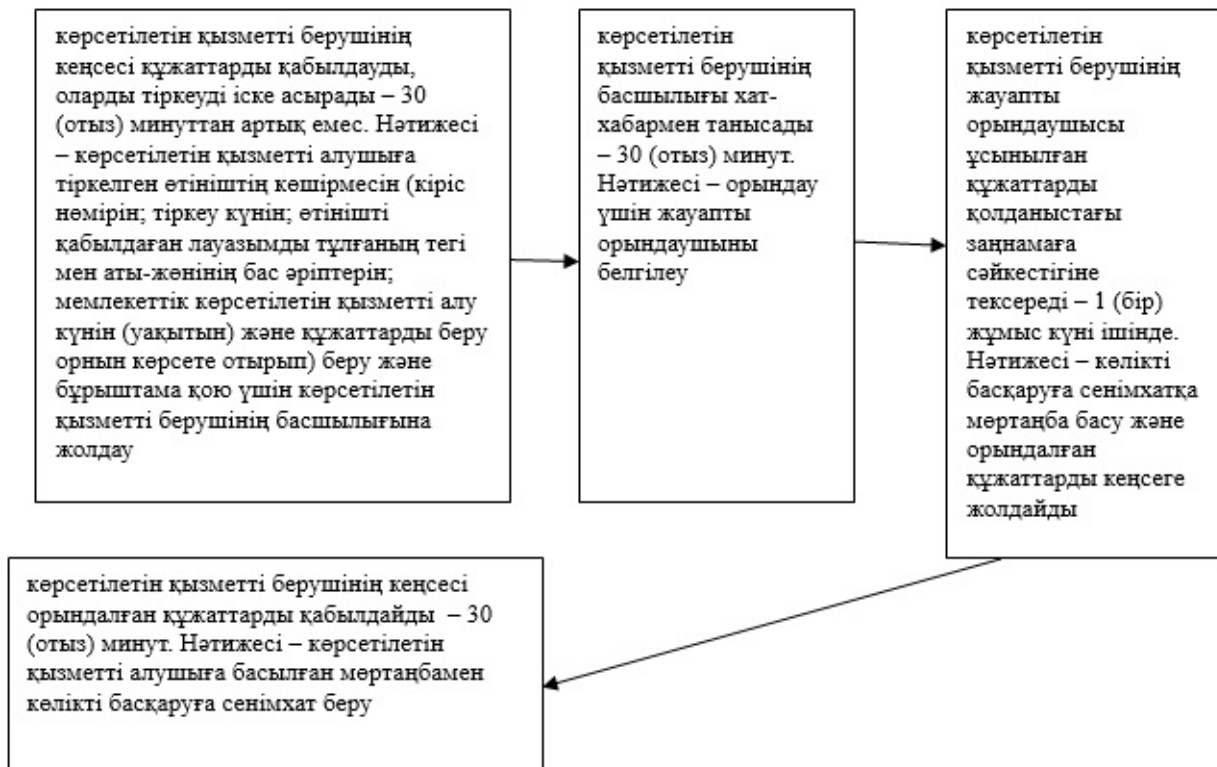 көрсетілетін қызметті берушінің
кеңсесі құжаттарды қабылдауды,
оларды тіркеуді іске асырады – 30
(отыз) минуттан артық емес. Нәтижесі
– көрсетілетін қызметті алушыға
тіркелген өтініштің көшірмесін (кіріс
нөмірін; тіркеу күнін; өтінішті
қабылдаған лауазымды тұлғаның тегі
мен аты-жөнінің бас әріптерін;
мемлекеттік көрсетілетін қызметті алу
күнін (уақытын) және құжаттарды беру
орнын көрсете отырып) беру және
бұрыштама қою үшін көрсетілетін
қызметті берушінің басшылығына
жолдау
көрсетілетін
қызметті берушінің
басшылығы хат-
хабармен танысады
– 30 (отыз) минут.
Нәтижесі – орындау
үшін жауапты
орындаушыны
белгілеу
көрсетілетін
қызметті берушінің
жауапты
орындаушысы
ұсынылған
құжаттарды
қолданыстағы
заңнамаға
сәйкестігіне
тексереді – 1 (бір)
жұмыс күні ішінде.
Нәтижесі – көлікті
басқаруға сенімхатқа
мөртаңба басу және
орындалған
құжаттарды кеңсеге
жолдайды
көрсетілетін қызметті берушінің кеңсесі
орындалған құжаттарды қабылдайды – 30
(отыз) минут. Нәтижесі – көрсетілетін
қызметті алушыға басылған мөртаңбамен
көлікті басқаруға сенімхат беру